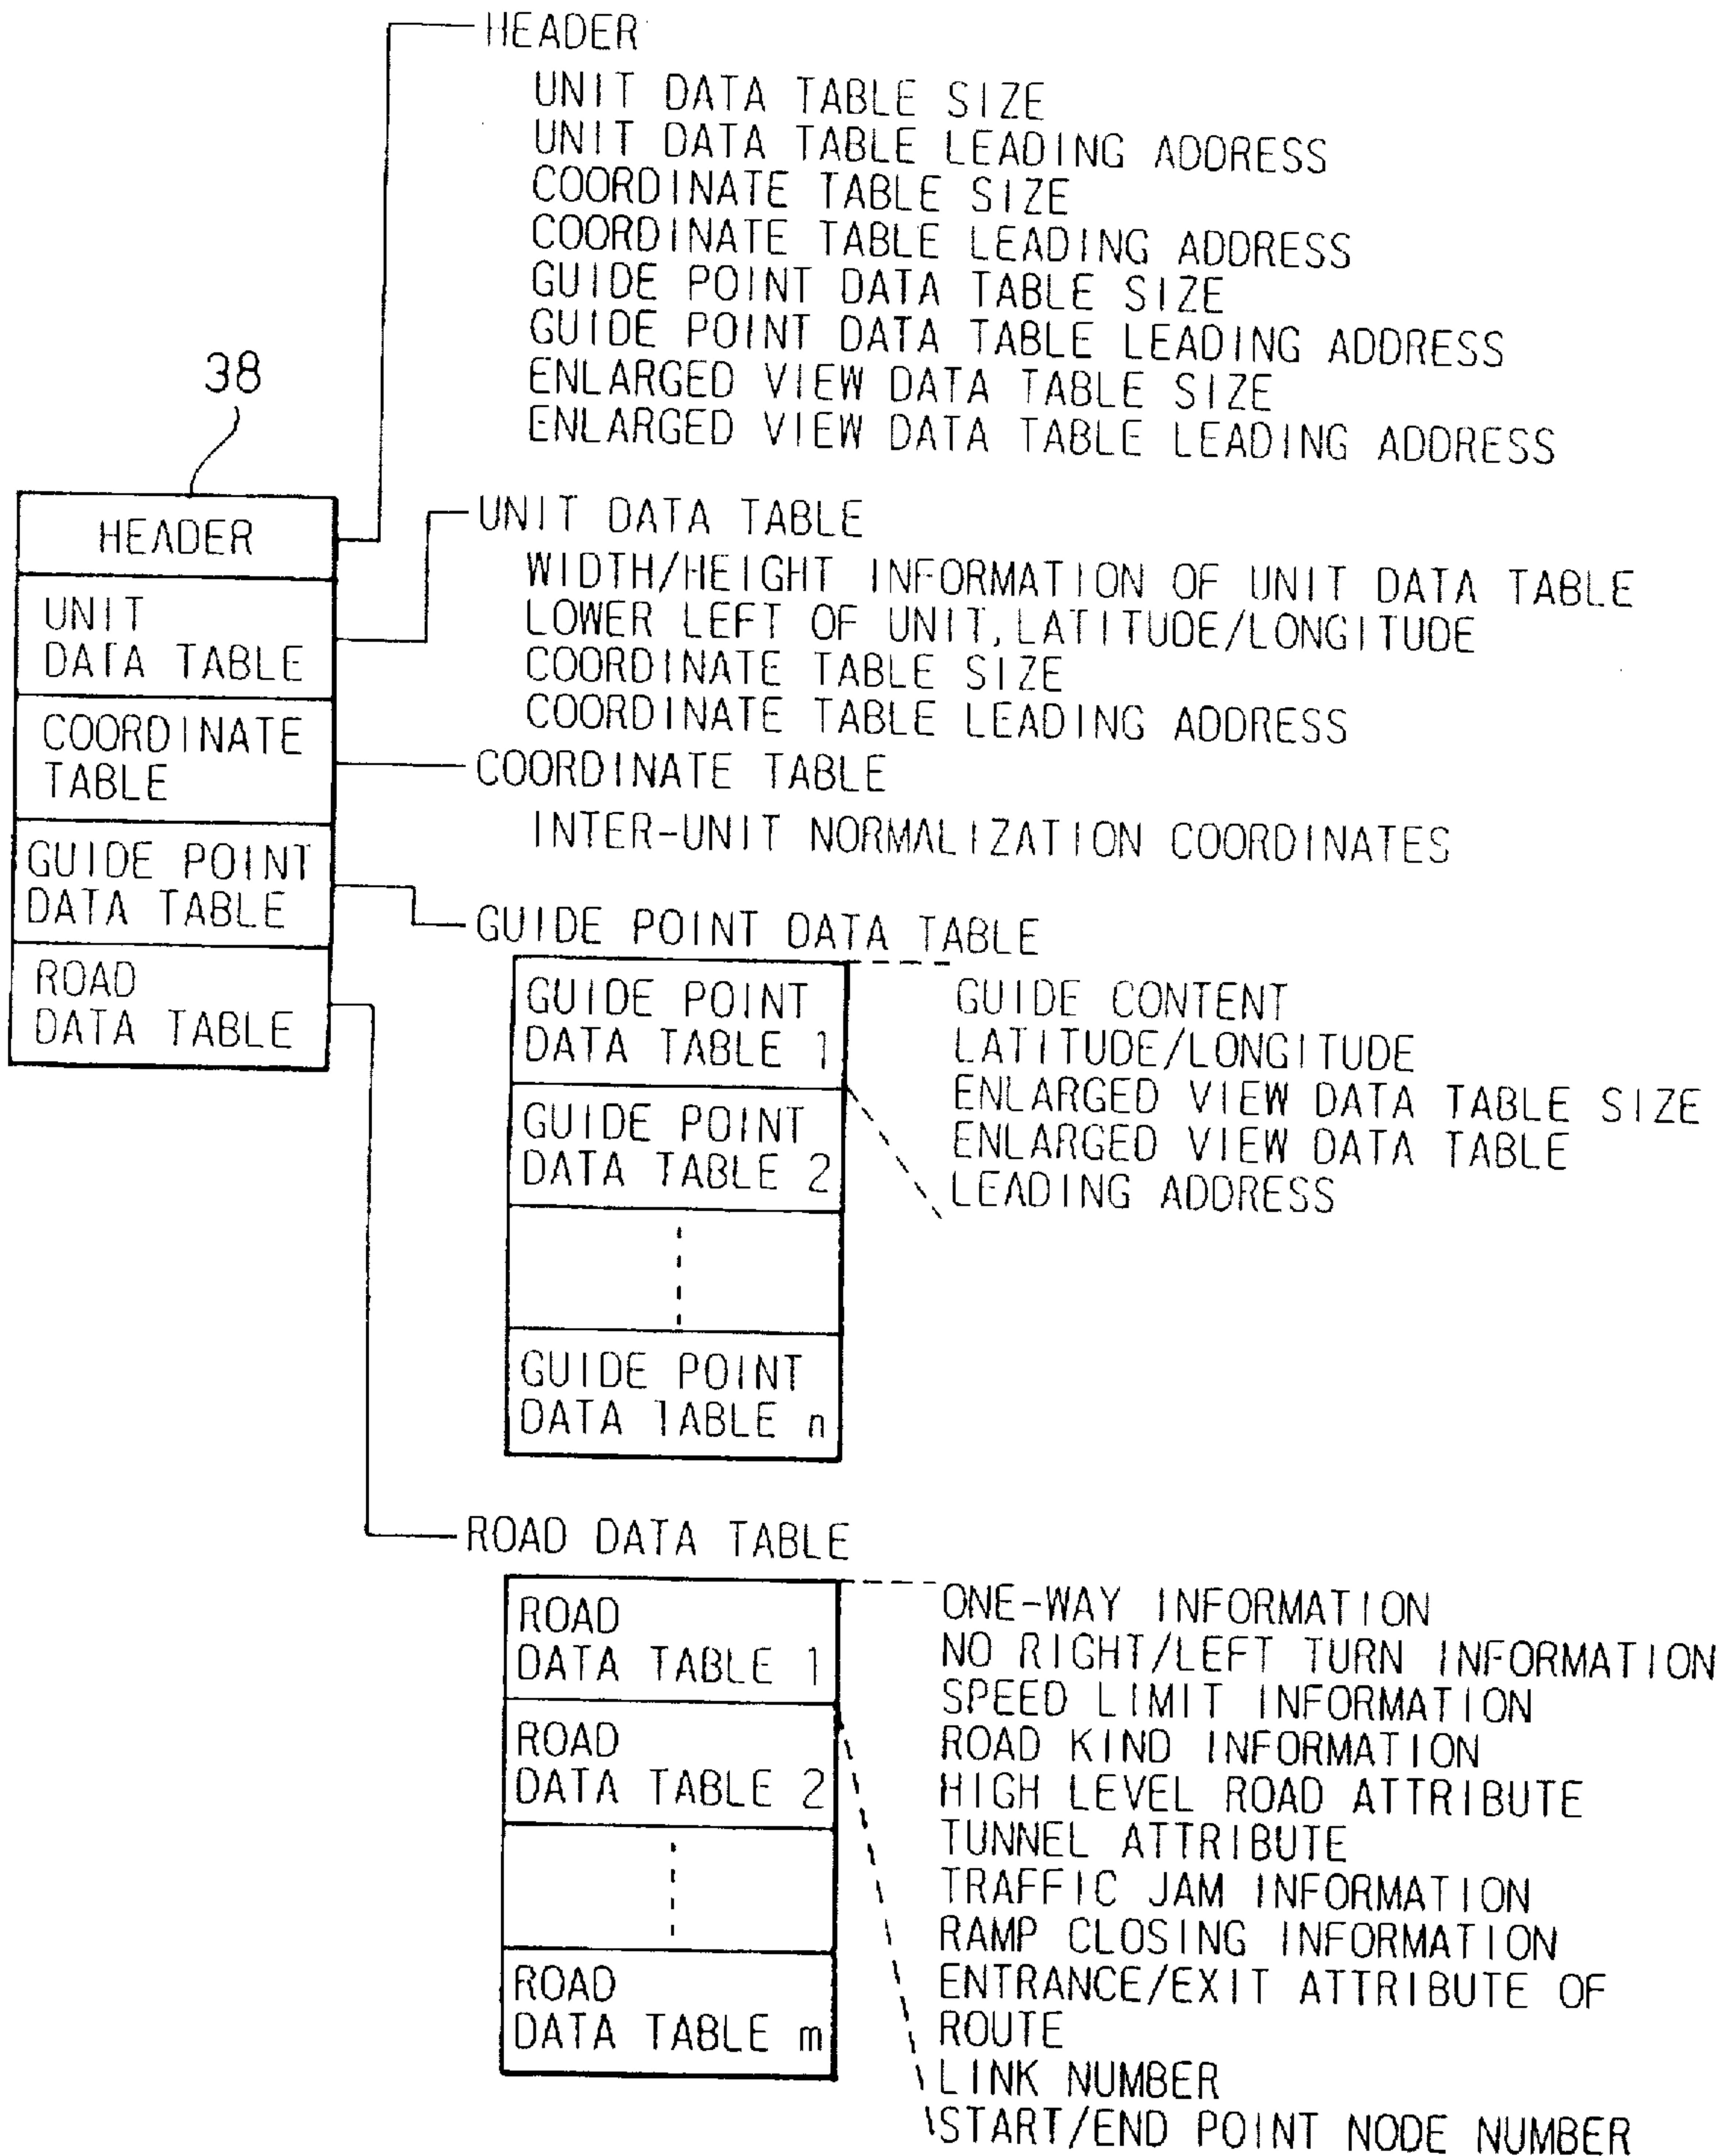 HEADER
UNIT DATA TABLE SIZE
UNIT DATA TABLE LEADING ADDRESS
COORDINATE TABLE SIZE
COORDINATE TABLE LEADING ADDRESS
GUIDE POINT DATA TABLE SIZE
GUIDE POINT DATA TABLE LEADING ADDRESS
ENLARGED VIEW DATA TABLE SIZE
ENLARGED VIEW DATA TABLE LEADING ADDRESS
38
HEADER
UNIT
DATA TABLE
COORDINATE
TABLE
GUIDE POINT
DATA TABLE
ROAD
DATA TABLE
UNIT DATA TABLE
WIDTH/HEIGHT INFORMATION OF UNIT DATA TABLE
LOWER LEFT OF UNIT, LATITUDE/LONGITUDE
COORDINATE TABLE SIZE
COORDINATE TABLE LEADING ADDRESS
COORDINATE TABLE
INTER-UNIT NORMALIZATION COORDINATES
GUIDE POINT DATA TABLE
GUIDE POINT
DATA TABLE 1
GUIDE POINT
DATA TABLE 2
GUIDE POINT
DATA TABLE n
GUIDE CONTENT
LATITUDE/LONGITUDE
ENLARGED VIEW DATA TABLE SIZE
ENLARGED VIEW DATA TABLE
LEADING ADDRESS
ROAD DATA TABLE
ROAD
DATA TABLE 1
ROAD
DATA TABLE 2
ROAD
DATA TABLE m
ONE-WAY INFORMATION
NO RIGHT/LEFT TURN INFORMATION
SPEED LIMIT INFORMATION
ROAD KIND INFORMATION
HIGH LEVEL ROAD ATTRIBUTE
TUNNEL ATTRIBUTE
TRAFFIC JAM INFORMATION
RAMP CLOSING INFORMATION
ENTRANCE/EXIT ATTRIBUTE OF
ROUTE
LINK NUMBER
START/END POINT NODE NUMBER